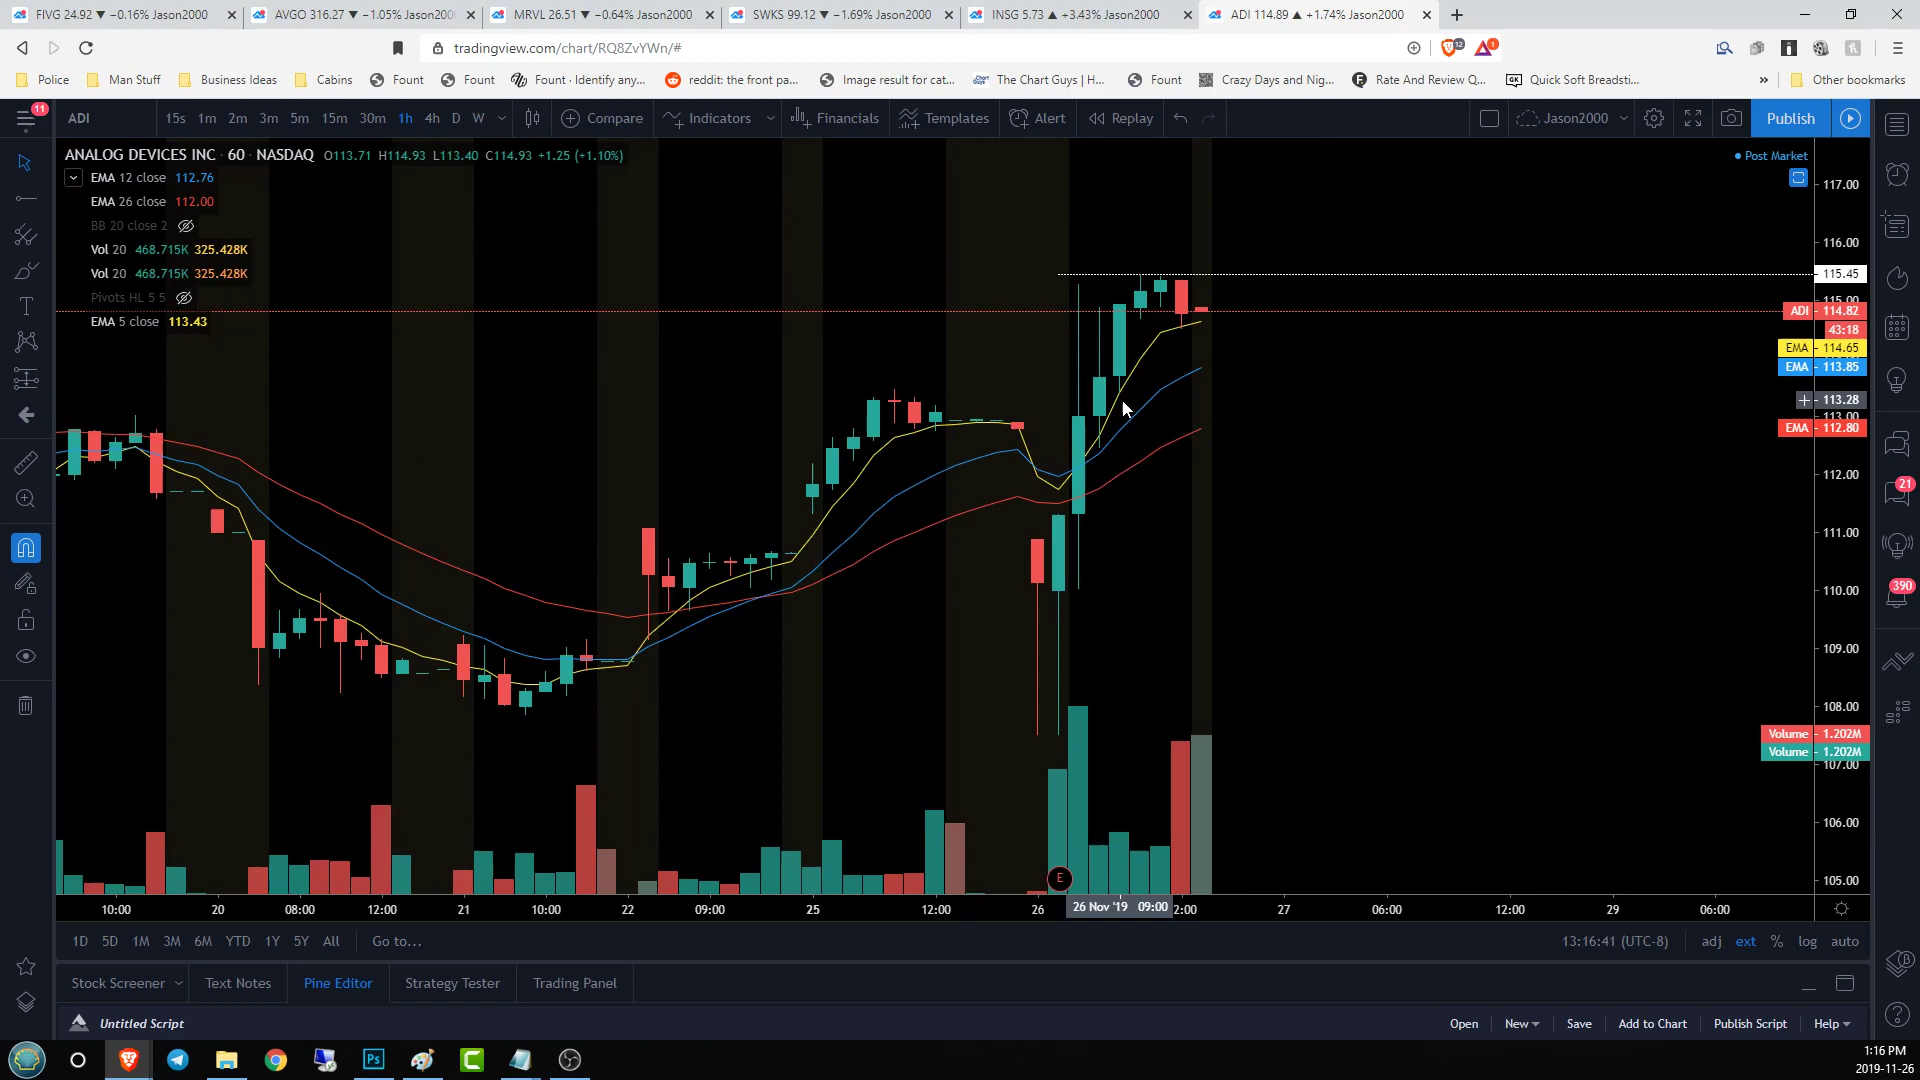 FIVG 24.92 ▼ −0.16% Jason2000
AVGO 316.27 ▼ −1.05% Jason2000
MRVL 26.51 ▼ −0.64% Jason2000
SWKS 99.12 ▼ −1.69% Jason2000
INSG 5.73 ▲ +3.43% Jason2000
ADI 114.89 ▲ +1.74% Jason2000
tradingview.com/chart/RQ8ZvYWn/#
12
1
Police
Man Stuff
Business Ideas
Cabins
Fount
Fount
Fount · Identify any...
reddit: the front pa...
Image result for cat...
The Chart Guys | H...
Fount
Crazy Days and Nig...
Rate And Review Q...
GK
Quick Soft Breadsti...
»
Other bookmarks
11
ADI
15s 1m 2m 3m 5m 15m 30m 1h 4h D W
Compare
Indicators
Financials
Templates
Alert
Replay
Jason2000
Publish
ANALOG DEVICES INC · 60 · NASDAQ O113.71 H114.93 L113.40 C114.93 +1.25 (+1.10%)
Post Market
EMA 12 close 112.76
EMA 26 close 112.00
BB 20 close 2
Vol 20 468.715K 325.428K
Vol 20 468.715K 325.428K
Pivots HL 5 5
EMA 5 close 113.43
117.00
116.00
115.45
115.00
ADI 114.82
43:18
EMA 114.65
EMA 113.85
113.28
113.00
EMA 112.80
112.00
111.00
110.00
109.00
108.00
Volume 1.202M
Volume 1.202M
107.00
106.00
105.00
21
390
E
10:00 20 08:00 12:00 21 10:00 22 09:00 25 12:00 26 26 Nov '19 09:00 2:00 27 06:00 12:00 29 06:00
1D 5D 1M 3M 6M YTD 1Y 5Y All Go to...
13:16:41 (UTC-8) adj ext % log auto
Stock Screener
Text Notes
Pine Editor
Strategy Tester
Trading Panel
Untitled Script
Open New Save Add to Chart Publish Script Help
Ps
1:16 PM
2019-11-26